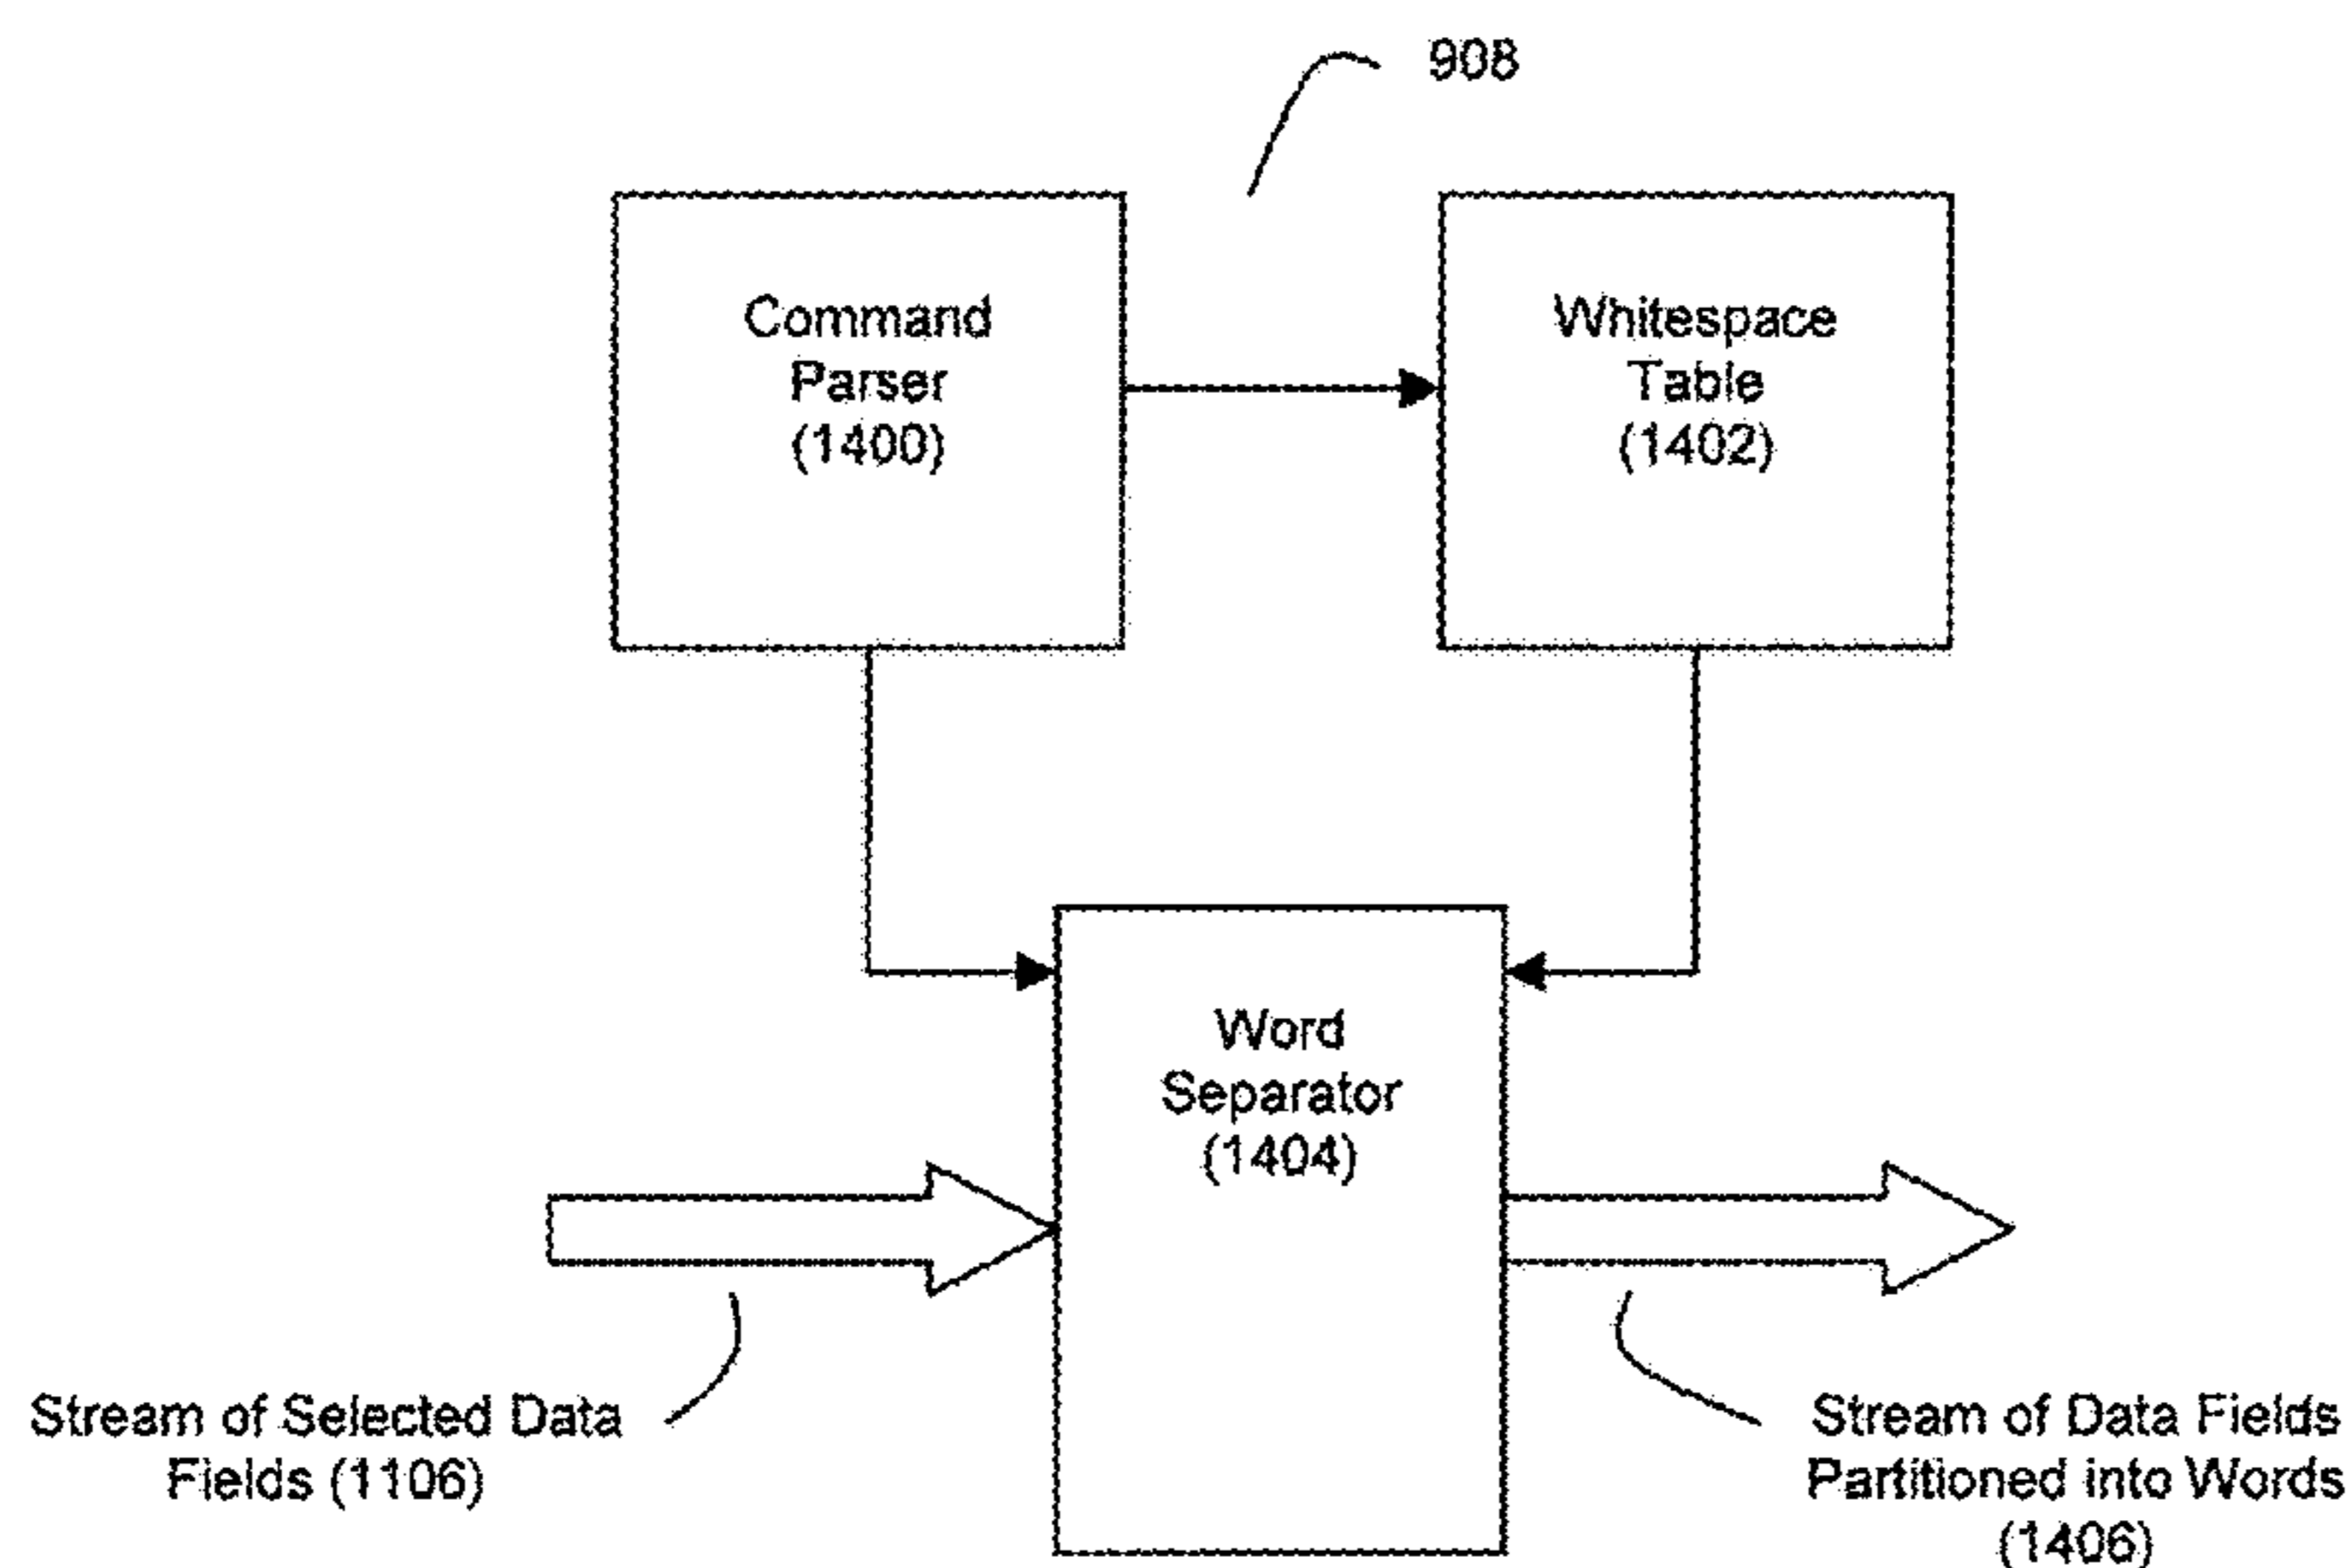 908
Command
Parser
(1400)
Whitespace
Table
(1402)
Word
Separator
(1404)
Stream of Selected Data
Fields (1106)
Stream of Data Fields
Partitioned into Words
(1406)